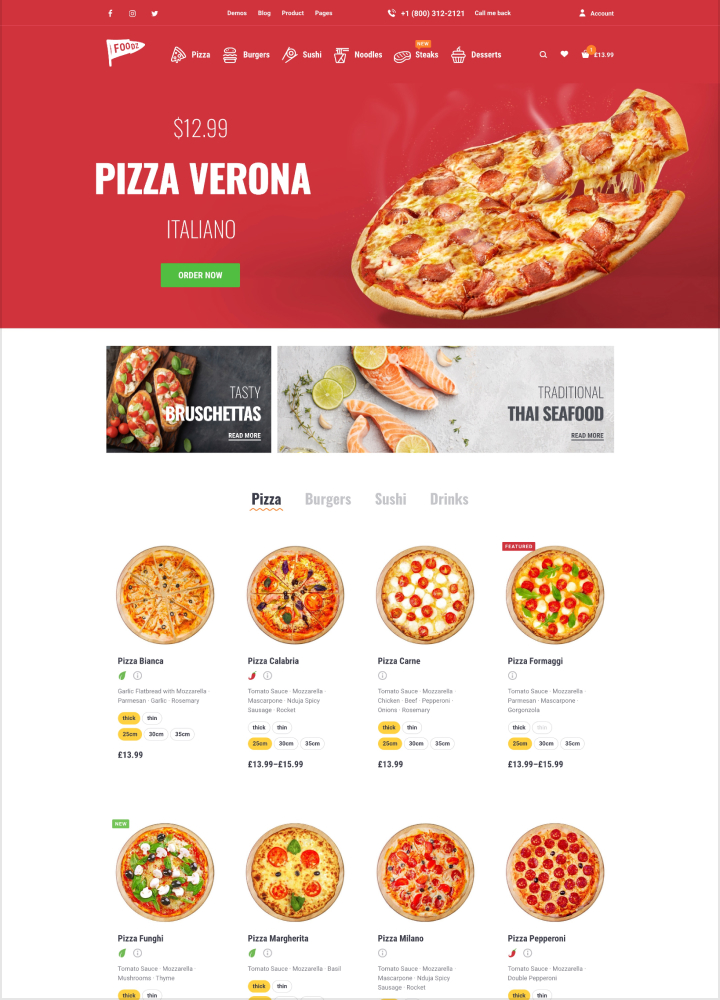 Demos Blog Product Pages +1 (800) 312-2121 Call me back Account
FOODZ
NEW
Pizza Burgers Sushi Noodles Steaks Desserts 1 £13.99
$12.99
PIZZA VERONA
ITALIANO
ORDER NOW
TASTY
BRUSCHETTAS
READ MORE
TRADITIONAL
THAI SEAFOOD
READ MORE
Pizza Burgers Sushi Drinks
Pizza Bianca
Garlic Flatbread with Mozzarella ·
Parmesan · Garlic · Rosemary
thick thin
25cm 30cm 35cm
£13.99
Pizza Calabria
Tomato Sauce · Mozzarella ·
Mascarpone · Nduja Spicy
Sausage · Rocket
thick thin
25cm 30cm 35cm
£13.99–£15.99
Pizza Carne
Tomato Sauce · Mozzarella ·
Chicken · Beef · Pepperoni ·
Onions · Rosemary
thick thin
25cm 30cm 35cm
£13.99
FEATURED
Pizza Formaggi
Tomato Sauce · Mozzarella ·
Parmesan · Mascarpone ·
Gorgonzola
thick thin
25cm 30cm 35cm
£13.99–£15.99
NEW
Pizza Funghi
Tomato Sauce · Mozzarella ·
Mushrooms · Thyme
thick thin
Pizza Margherita
Tomato Sauce · Mozzarella · Basil
thick thin
Pizza Milano
Tomato Sauce · Mozzarella ·
Mascarpone · Nduja Spicy
Sausage · Rocket
thick thin
Pizza Pepperoni
Tomato Sauce · Mozzarella ·
Double Pepperoni
thick thin